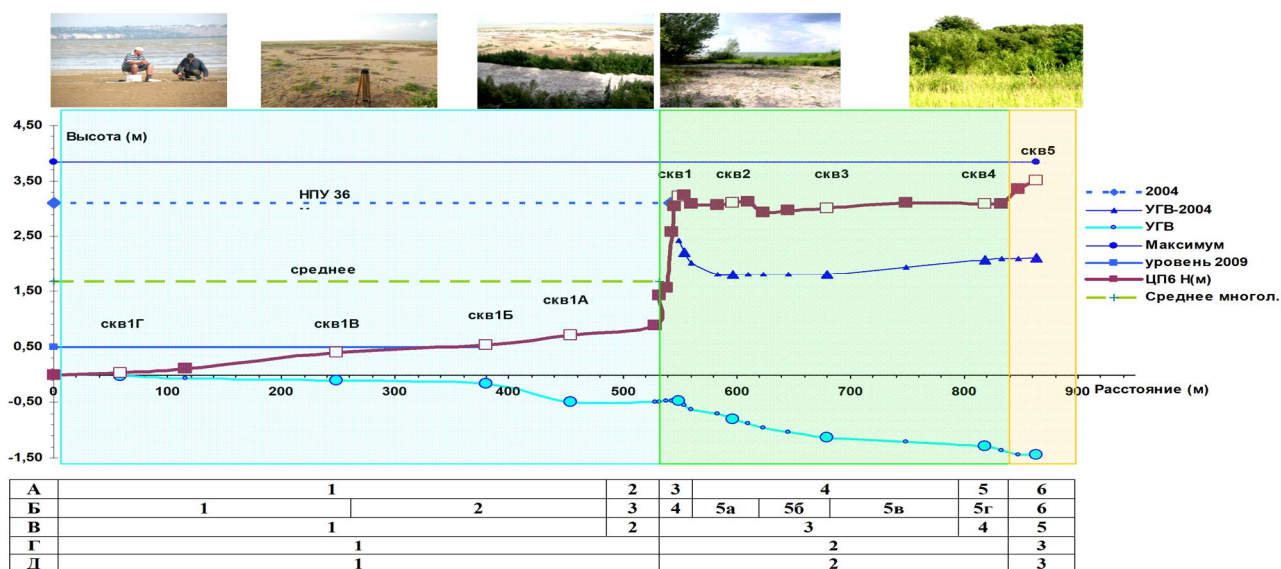 4,50
Высота (м)
скв5
скв1
скв2
скв3
скв4
3,50
НПУ 36
2,50
среднее
1,50
скв1А
скв1Б
скв1В
скв1Г
0,50
0
100
200
300
400
500
600
700
800
900
Расстояние (м)
-0,50
-1,50
2004
УГВ-2004
УГВ
Максимум
уровень 2009
ЦП6 Н(м)
Среднее многол.
А 1 2 3 4 5 6
Б 1 2 3 4 5а 5б 5в 5г 6
В 1 2 3 4 5
Г 1 2 3
Д 1 2 3